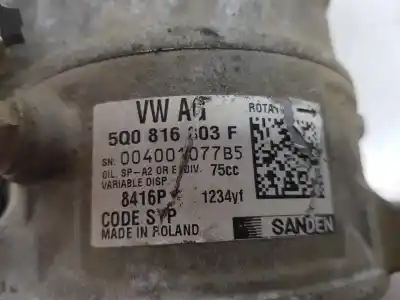 VW AG
ROTATION
5Q0 816 803 F
SN: 004001077B5
OIL. SP-A2 OR EQUIV. 75cc
VARIABLE DISP.
8416P 1234yf
CODE SYP
MADE IN POLAND
SANDEN